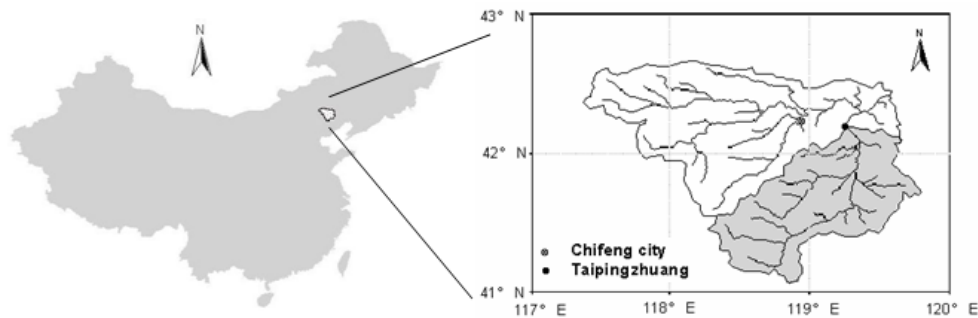 N
43° N
N
42° N
Chifeng city
Taipingzhuang
41° N
117° E
118° E
119° E
120° E